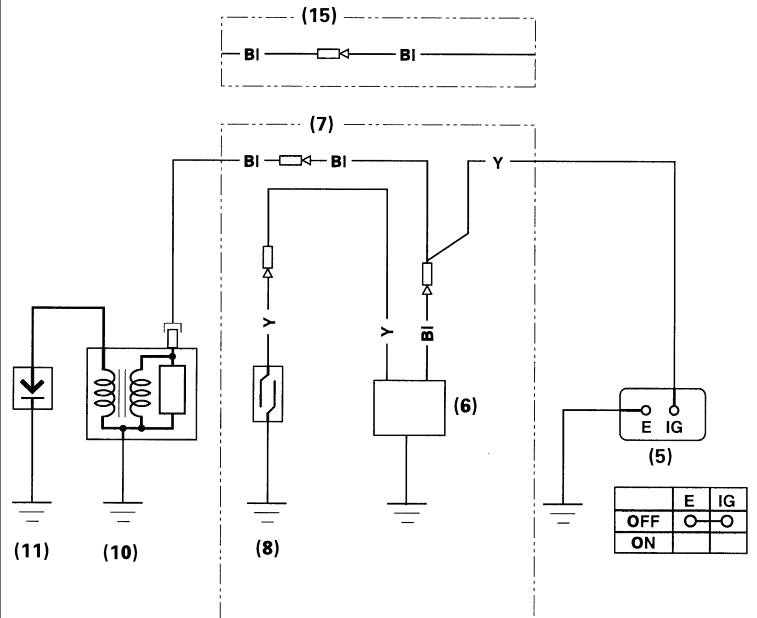 (15)
Bl Bl
(7)
Bl Bl Y
Y Y Bl
(6)
E IG
(5)
E IG
OFF
ON
(11) (10) (8)